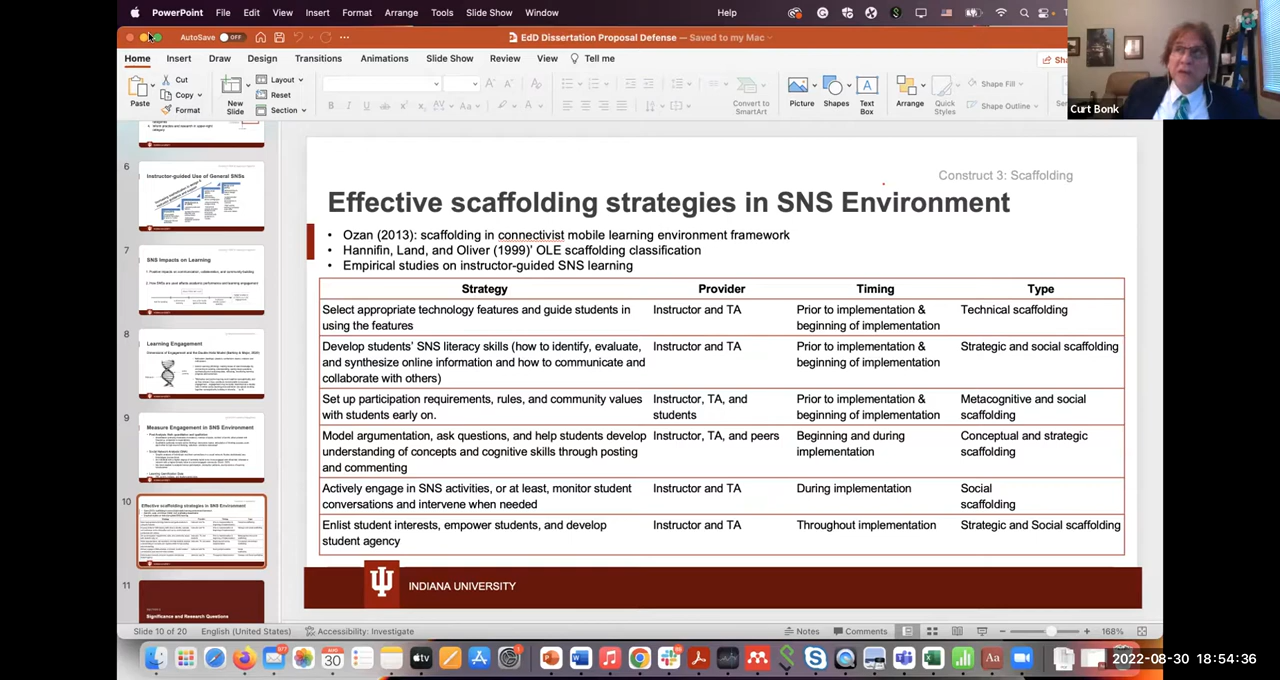 PowerPoint File Edit View Insert Format Arrange Tools Slide Show Window Help
AutoSave OFF
EdD Dissertation Proposal Defense — Saved to my Mac
Home Insert Draw Design Transitions Animations Slide Show Review View Tell me
Paste
Cut
Copy
Format
New Slide
Layout
Reset
Section
Convert to SmartArt
Picture
Shapes
Text Box
Arrange
Quick Styles
Shape Fill
Shape Outline
Curt Bonk
6
Instructor-guided Use of General SNSs
7
SNS Impacts on Learning
8
Learning Engagement
9
Measure Engagement in SNS Environment
10
Effective scaffolding strategies in SNS Environment
11
Significance and Research Questions
Construct 3: Scaffolding
Effective scaffolding strategies in SNS Environment
• Ozan (2013): scaffolding in connectivist mobile learning environment framework
• Hannifin, Land, and Oliver (1999)' OLE scaffolding classification
• Empirical studies on instructor-guided SNS learning
Strategy Provider Timing Type
Select appropriate technology features and guide students in Instructor and TA Prior to implementation & Technical scaffolding
using the features beginning of implementation
Develop students' SNS literacy skills (how to identify, evaluate, Instructor and TA Prior to implementation & Strategic and social scaffolding
and synthesize online information and how to communicate and beginning of implementation
collaborate with others)
Set up participation requirements, rules, and community values Instructor, TA, and Prior to implementation & Metacognitive and social
with students early on. students beginning of implementation scaffolding
Model argumentation, ask questions, and help students develop Instructor, TA, and peers Beginning and during Conceptual and strategic
understanding of content and cognitive skills through posting implementation scaffolding
and commenting
Actively engage in SNS activities, or at least, monitor student Instructor and TA During implementation Social
conversations and intervene when needed scaffolding
Enhance interests, empower students, and develop Instructor and TA Throughout implementation Strategic and Social scaffolding
student agency
INDIANA UNIVERSITY
Slide 10 of 20 English (United States) Accessibility: Investigate Notes Comments 168%
AUG
30
tv
Aa
2022-08-30 18:54:36